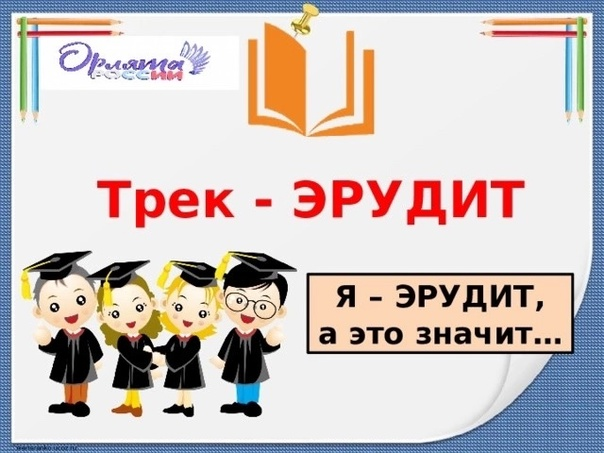 Орлята
РОССИИ
Трек - ЭРУДИТ
Я – ЭРУДИТ,
а это значит…